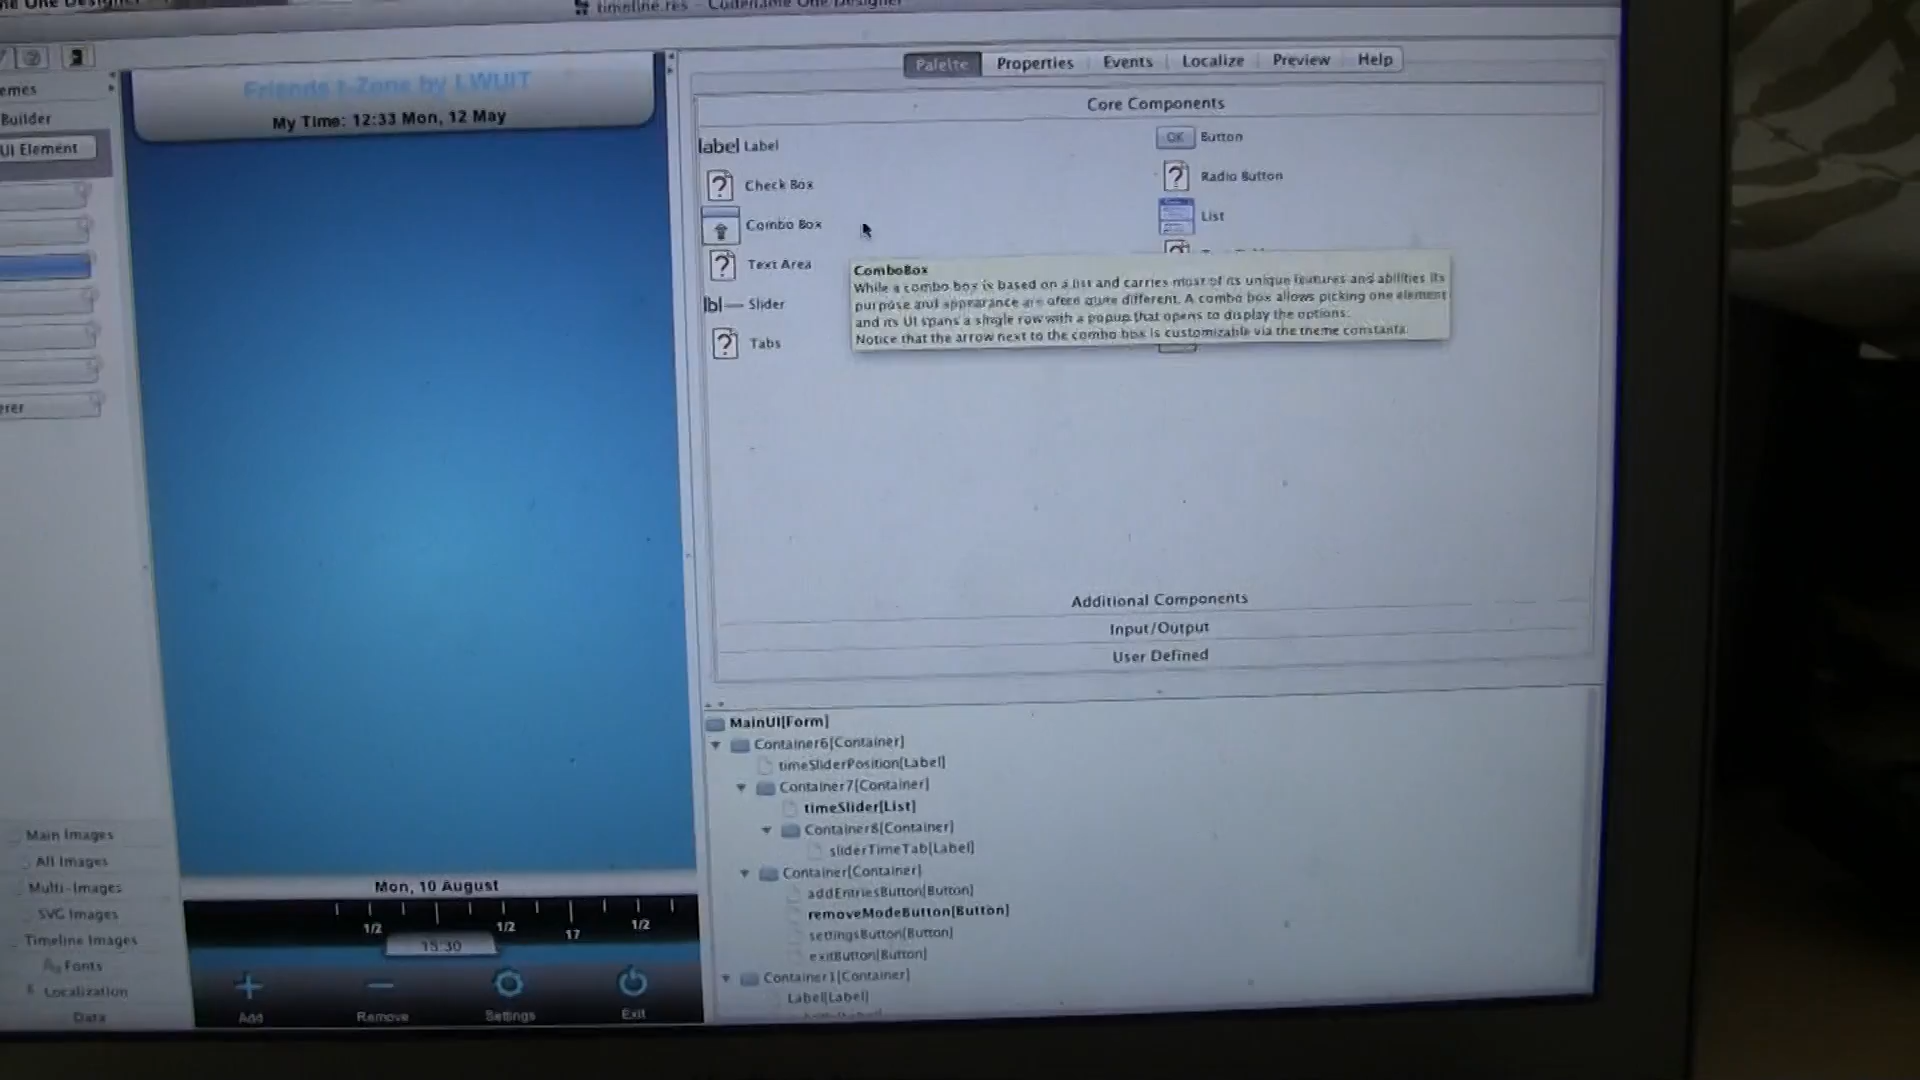 timeline.res - Codename One Designer
Palette Properties Events Localize Preview Help
Builder
UI Element
Friends t-Zone by LWUIT
My Time: 12:33 Mon, 12 May
Core Components
label Label
OK Button
Check Box
Radio Button
Combo Box
List
Text Area
lbl Slider
Tabs
ComboBox
While a combo box is based on a list and carries most of its unique features and abilities its
purpose and appearance are often quite different. A combo box allows picking one element
and its UI spans a single row with a popup that opens to display the options.
Notice that the arrow next to the combo box is customizable via the theme constants.
Additional Components
Input/Output
User Defined
MainUI[Form]
Container6[Container]
timeSliderPosition[Label]
Container7[Container]
timeSlider[List]
Container8[Container]
sliderTimeTab[Label]
Container[Container]
addEntriesButton[Button]
removeModeButton[Button]
settingsButton[Button]
exitButton[Button]
Container1[Container]
Label[Label]
Main Images
All Images
Multi-Images
SVG Images
Timeline Images
Fonts
Localization
Data
Mon, 10 August
1/2 1/2 17 1/2
15:30
Add Remove Settings Exit